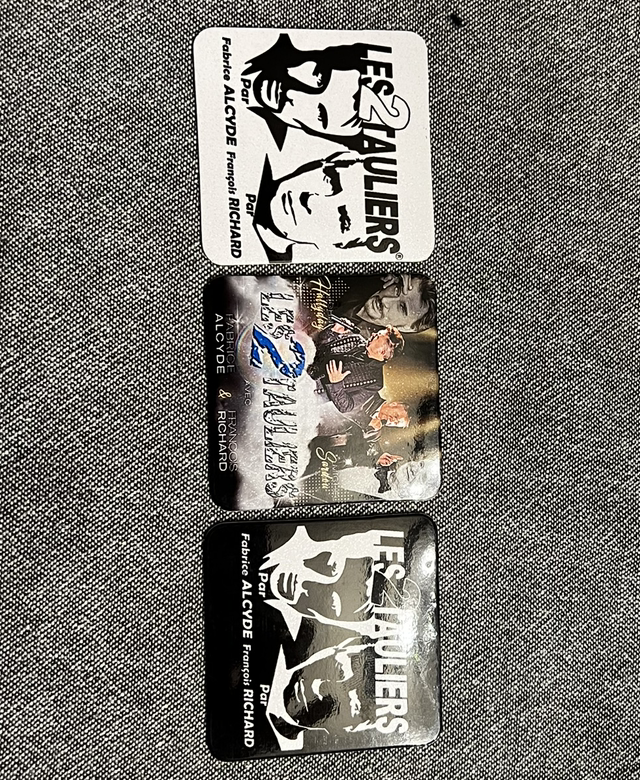 LES 2 TAULIERS®
Par Par
Fabrice ALCYDE François RICHARD
Hallyday Sardou
LES 2 TAULIERS
AVEC
FABRICE & FRANÇOIS
ALCYDE RICHARD
LES 2 TAULIERS
Par Par
Fabrice ALCYDE François RICHARD